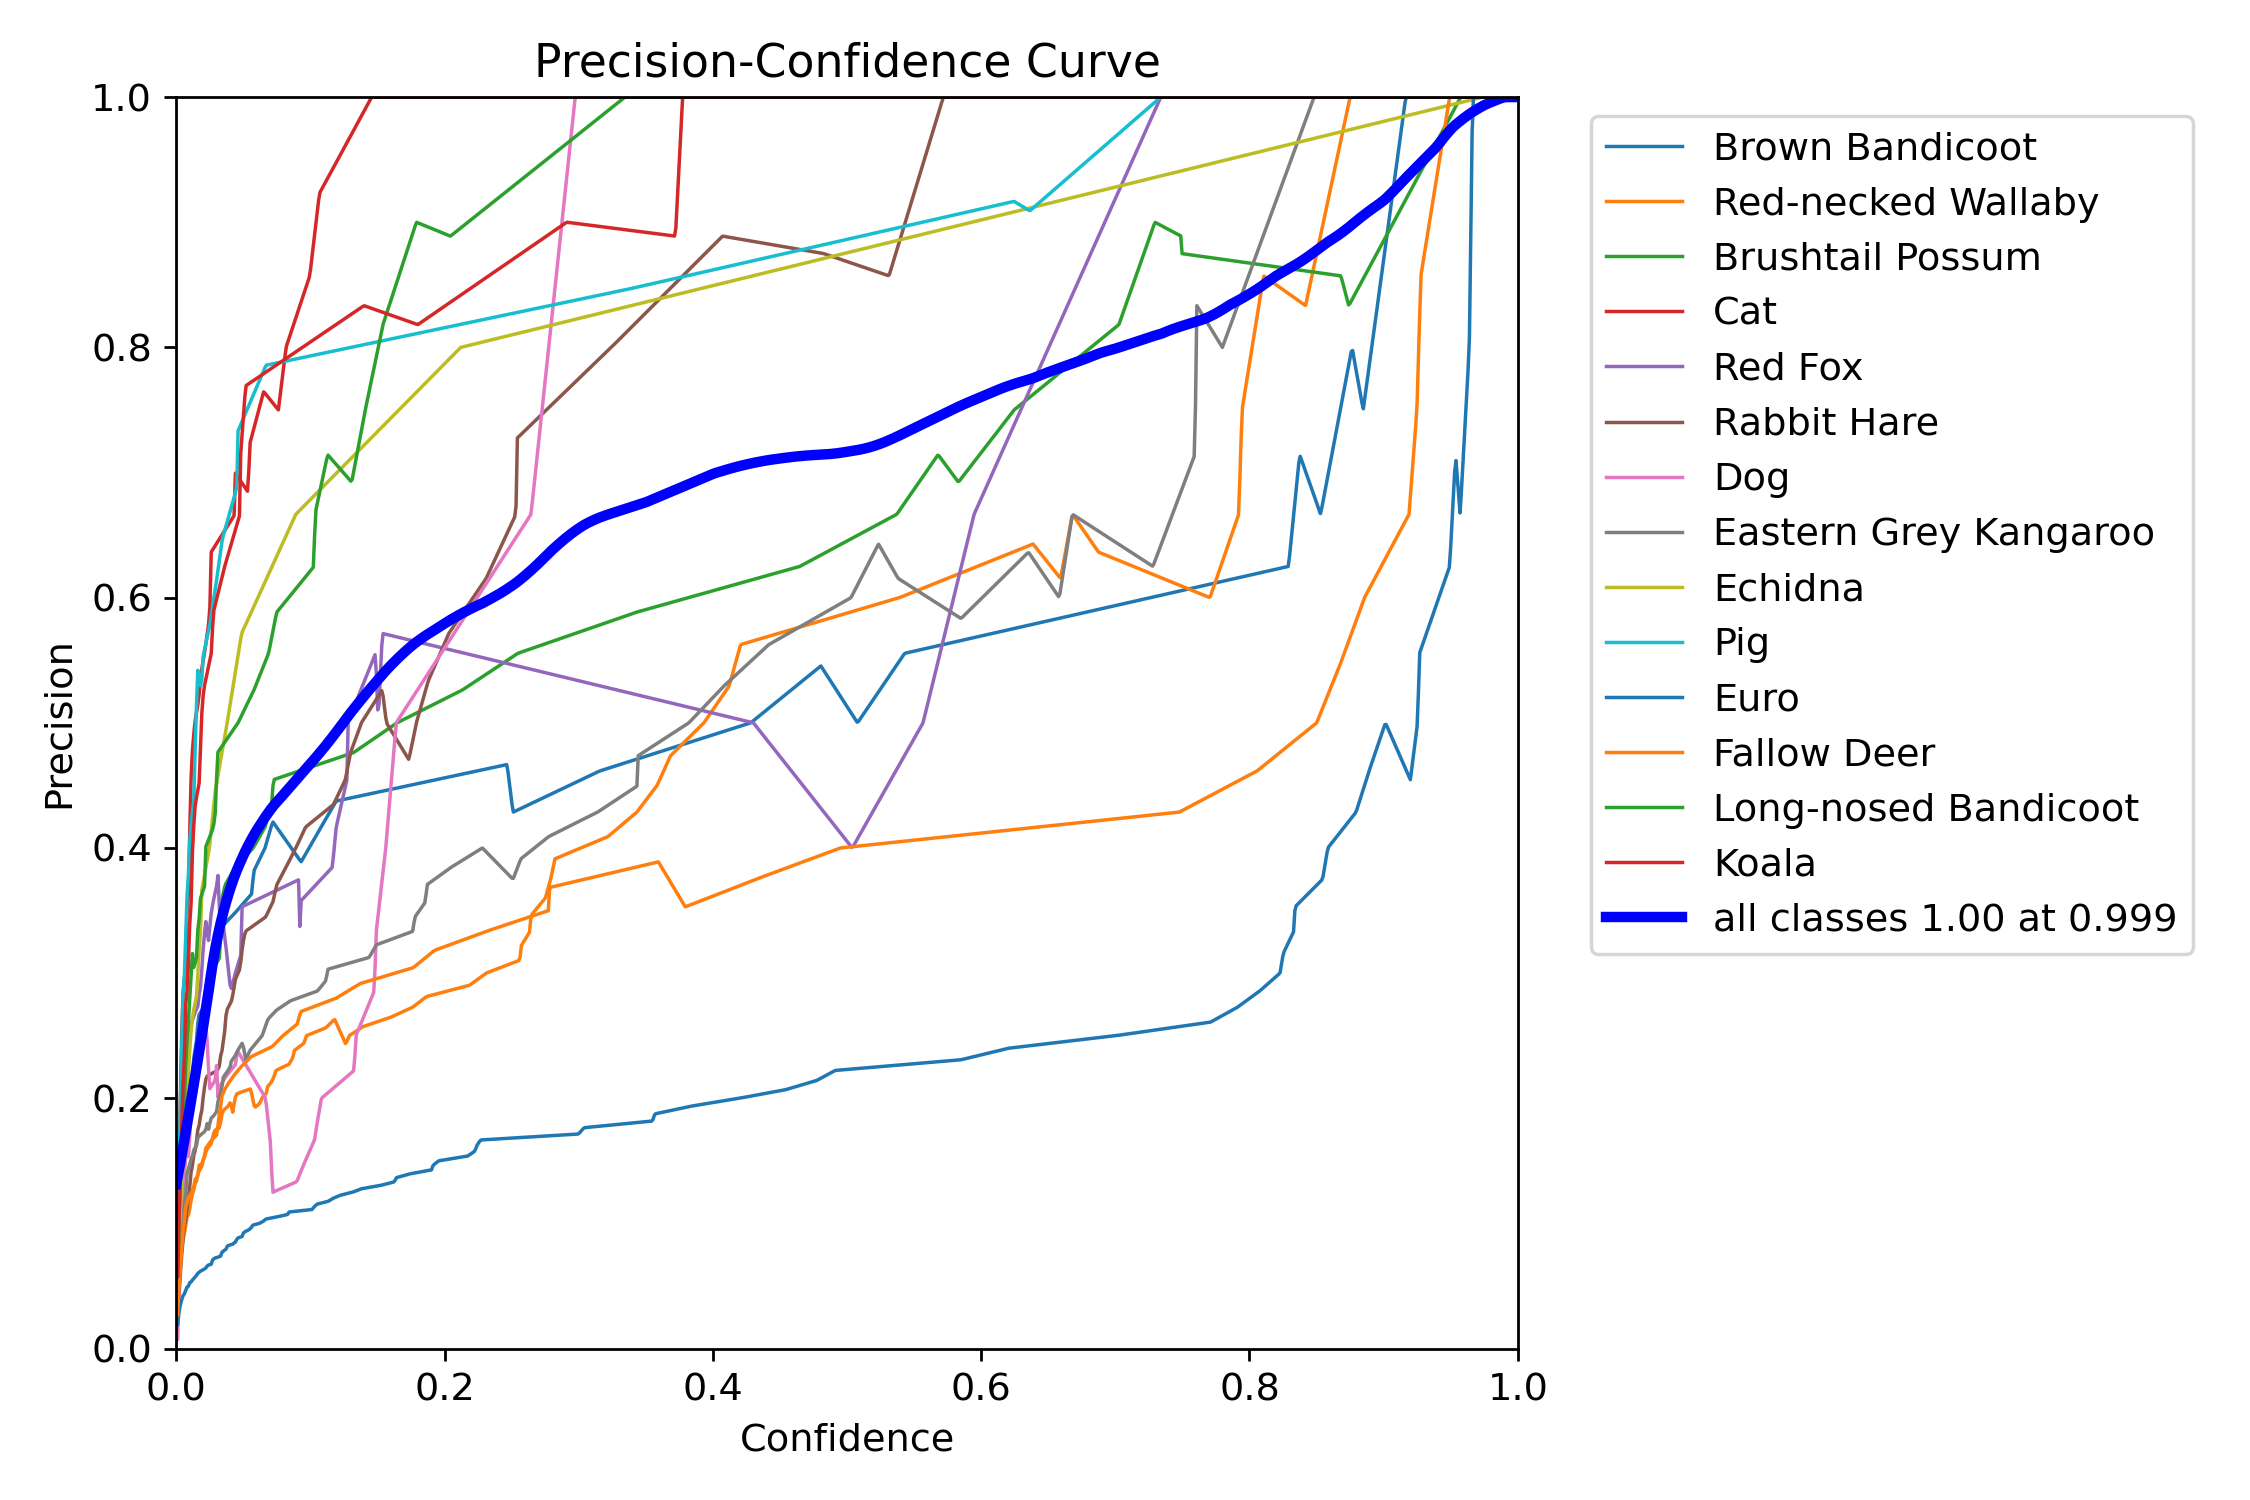 Precision-Confidence Curve
1.0
0.8
0.6
0.4
0.2
0.0
Precision
0.0 0.2 0.4 0.6 0.8 1.0
Confidence
Brown Bandicoot
Red-necked Wallaby
Brushtail Possum
Cat
Red Fox
Rabbit Hare
Dog
Eastern Grey Kangaroo
Echidna
Pig
Euro
Fallow Deer
Long-nosed Bandicoot
Koala
all classes 1.00 at 0.999